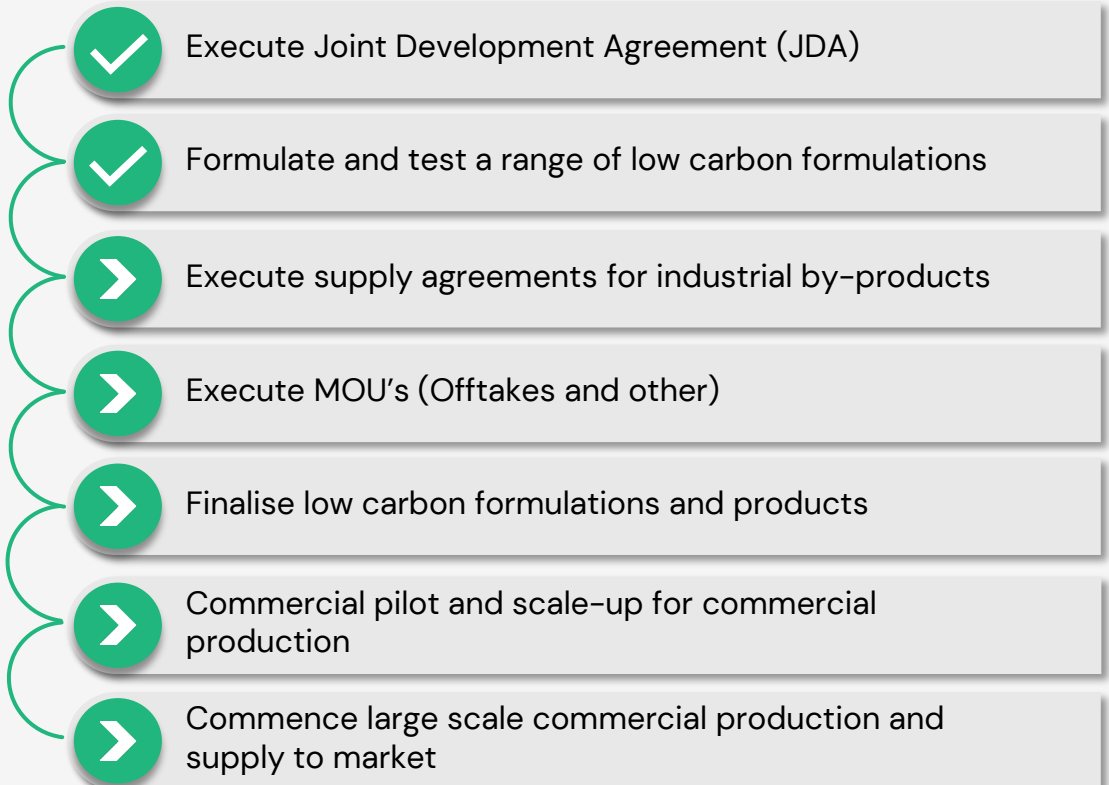 Execute Joint Development Agreement (JDA)
Formulate and test a range of low carbon formulations
Execute supply agreements for industrial by-products
Execute MOU’s (Offtakes and other)
Finalise low carbon formulations and products
Commercial pilot and scale-up for commercial
production
Commence large scale commercial production and
supply to market